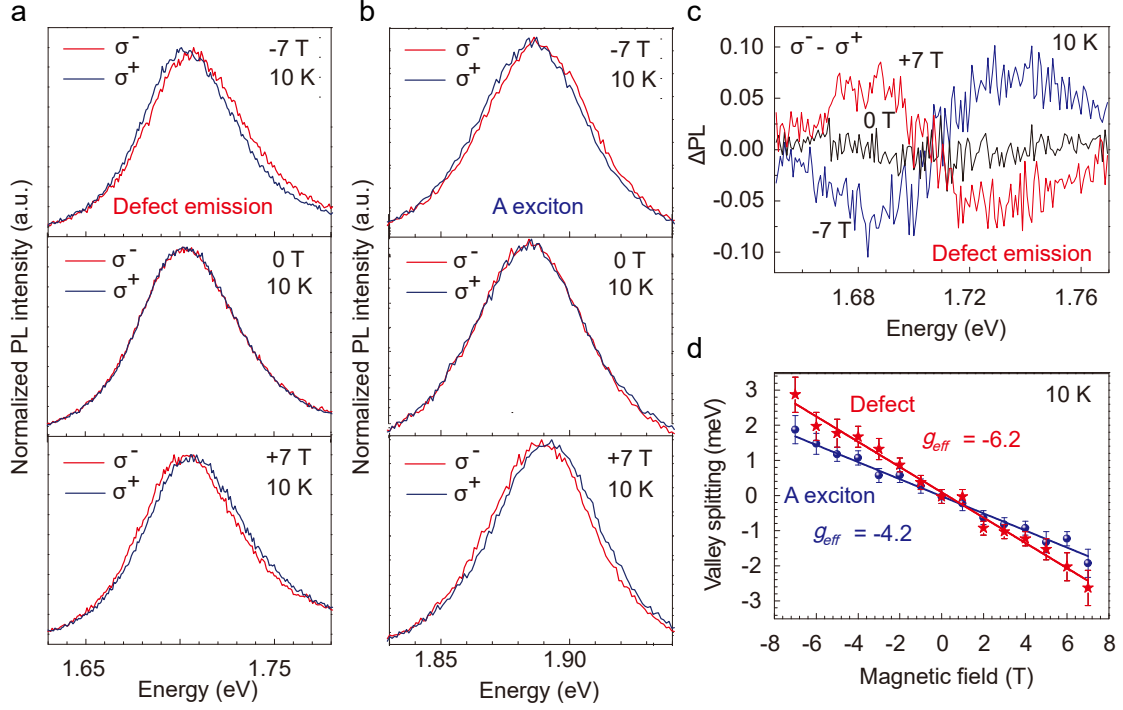 a
σ⁻
σ⁺
-7 T
10 K
Defect emission
σ⁻
σ⁺
0 T
10 K
σ⁻
σ⁺
+7 T
10 K
1.65
1.75
Energy (eV)
Normalized PL intensity (a.u.)
b
σ⁻
σ⁺
-7 T
10 K
A exciton
σ⁻
σ⁺
0 T
10 K
σ⁻
σ⁺
+7 T
10 K
1.85
1.90
Energy (eV)
Normalized PL intensity (a.u.)
c
σ⁻ - σ⁺
10 K
+7 T
0 T
-7 T
Defect emission
0.10
0.05
0.00
-0.05
-0.10
ΔPL
1.68
1.72
1.76
Energy (eV)
d
10 K
Defect
g_eff = -6.2
A exciton
g_eff = -4.2
3
2
1
0
-1
-2
-3
Valley splitting (meV)
-8 -6 -4 -2 0 2 4 6 8
Magnetic field (T)